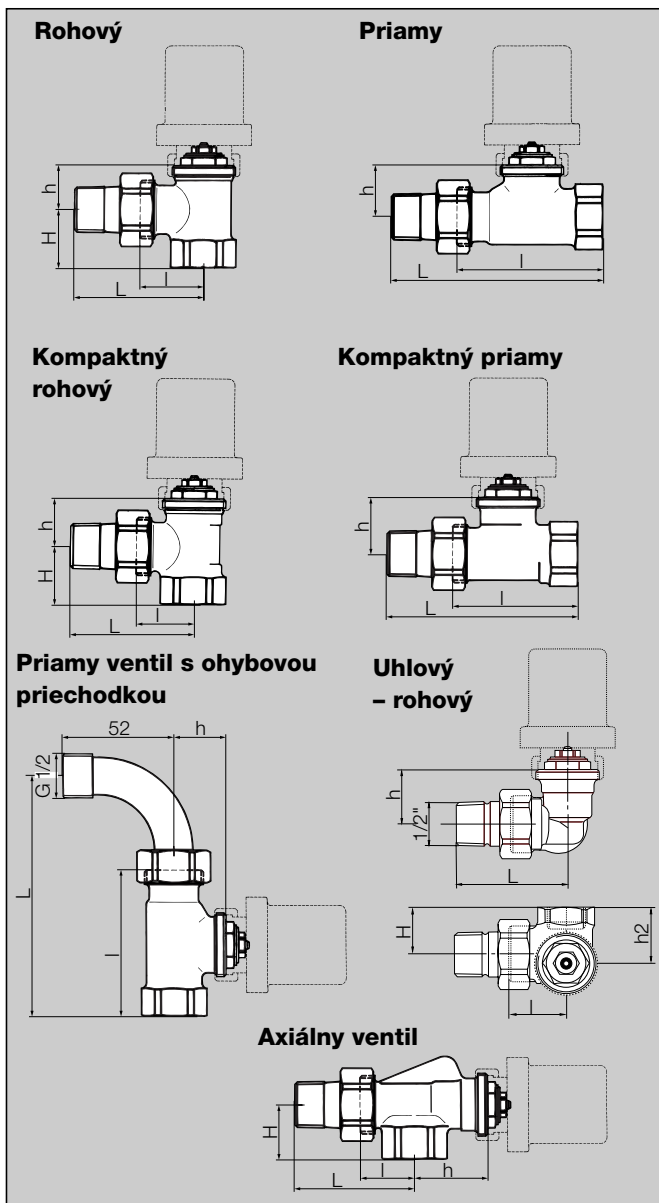 Rohový
Priamy
h
H
l
L
h
l
L
Kompaktný
rohový
Kompaktný priamy
h
H
l
L
h
l
L
Priamy ventil s ohybovou
priechodkou
Uhlový
– rohový
52
h
G 1/2
L
l
h
1/2"
L
H
h2
l
Axiálny ventil
H
l
h
L